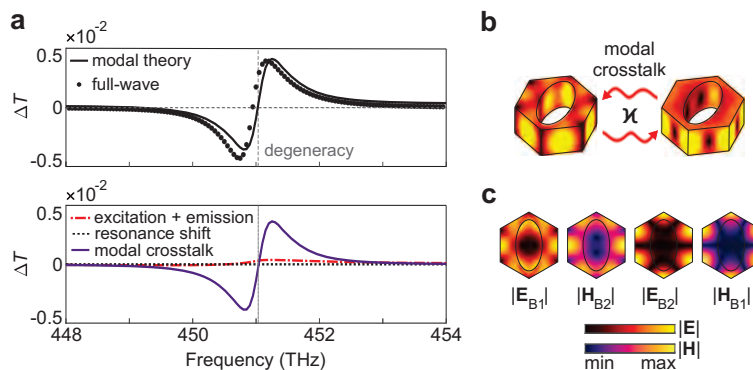 a
×10⁻²
0.5
0
-0.5
ΔT
modal theory
full-wave
degeneracy
×10⁻²
0.5
0
-0.5
ΔT
excitation + emission
resonance shift
modal crosstalk
448
450
452
454
Frequency (THz)
b
modal
crosstalk
ϰ
c
|E_B1| |H_B2| |E_B2| |H_B1|
|E|
|H|
min max